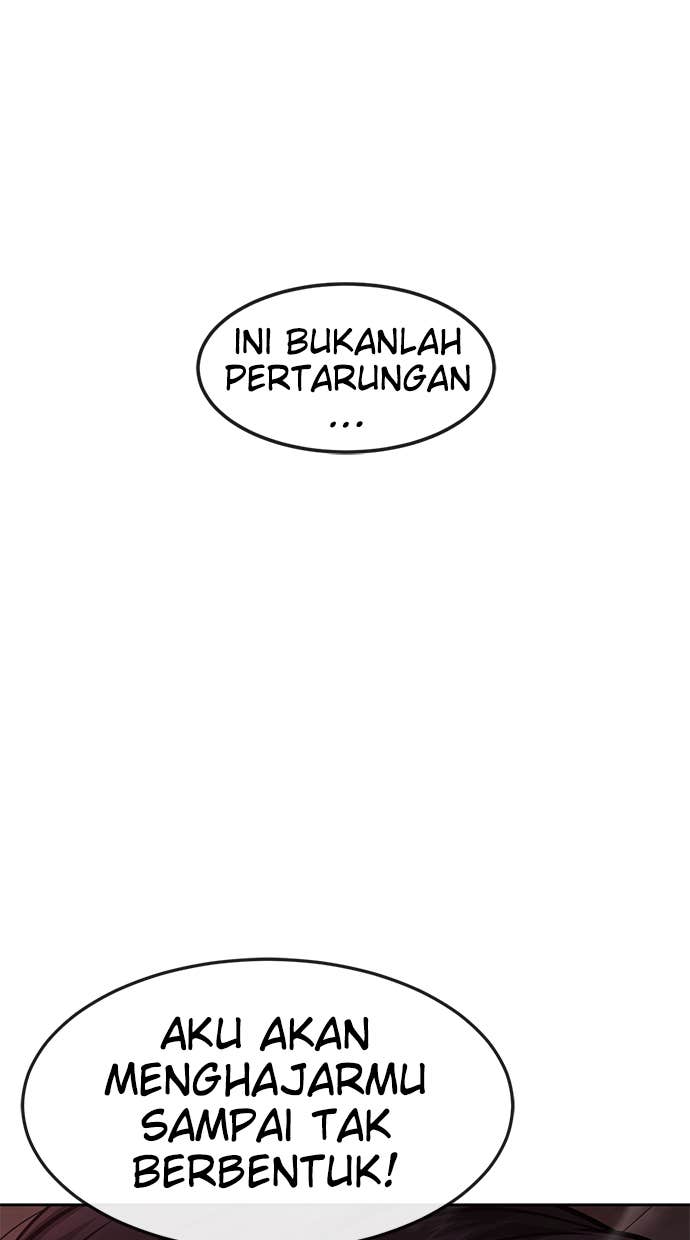 INI BUKANLAH
PERTARUNGAN
...
AKU AKAN
MENGHAJARMU
SAMPAI TAK
BERBENTUK!